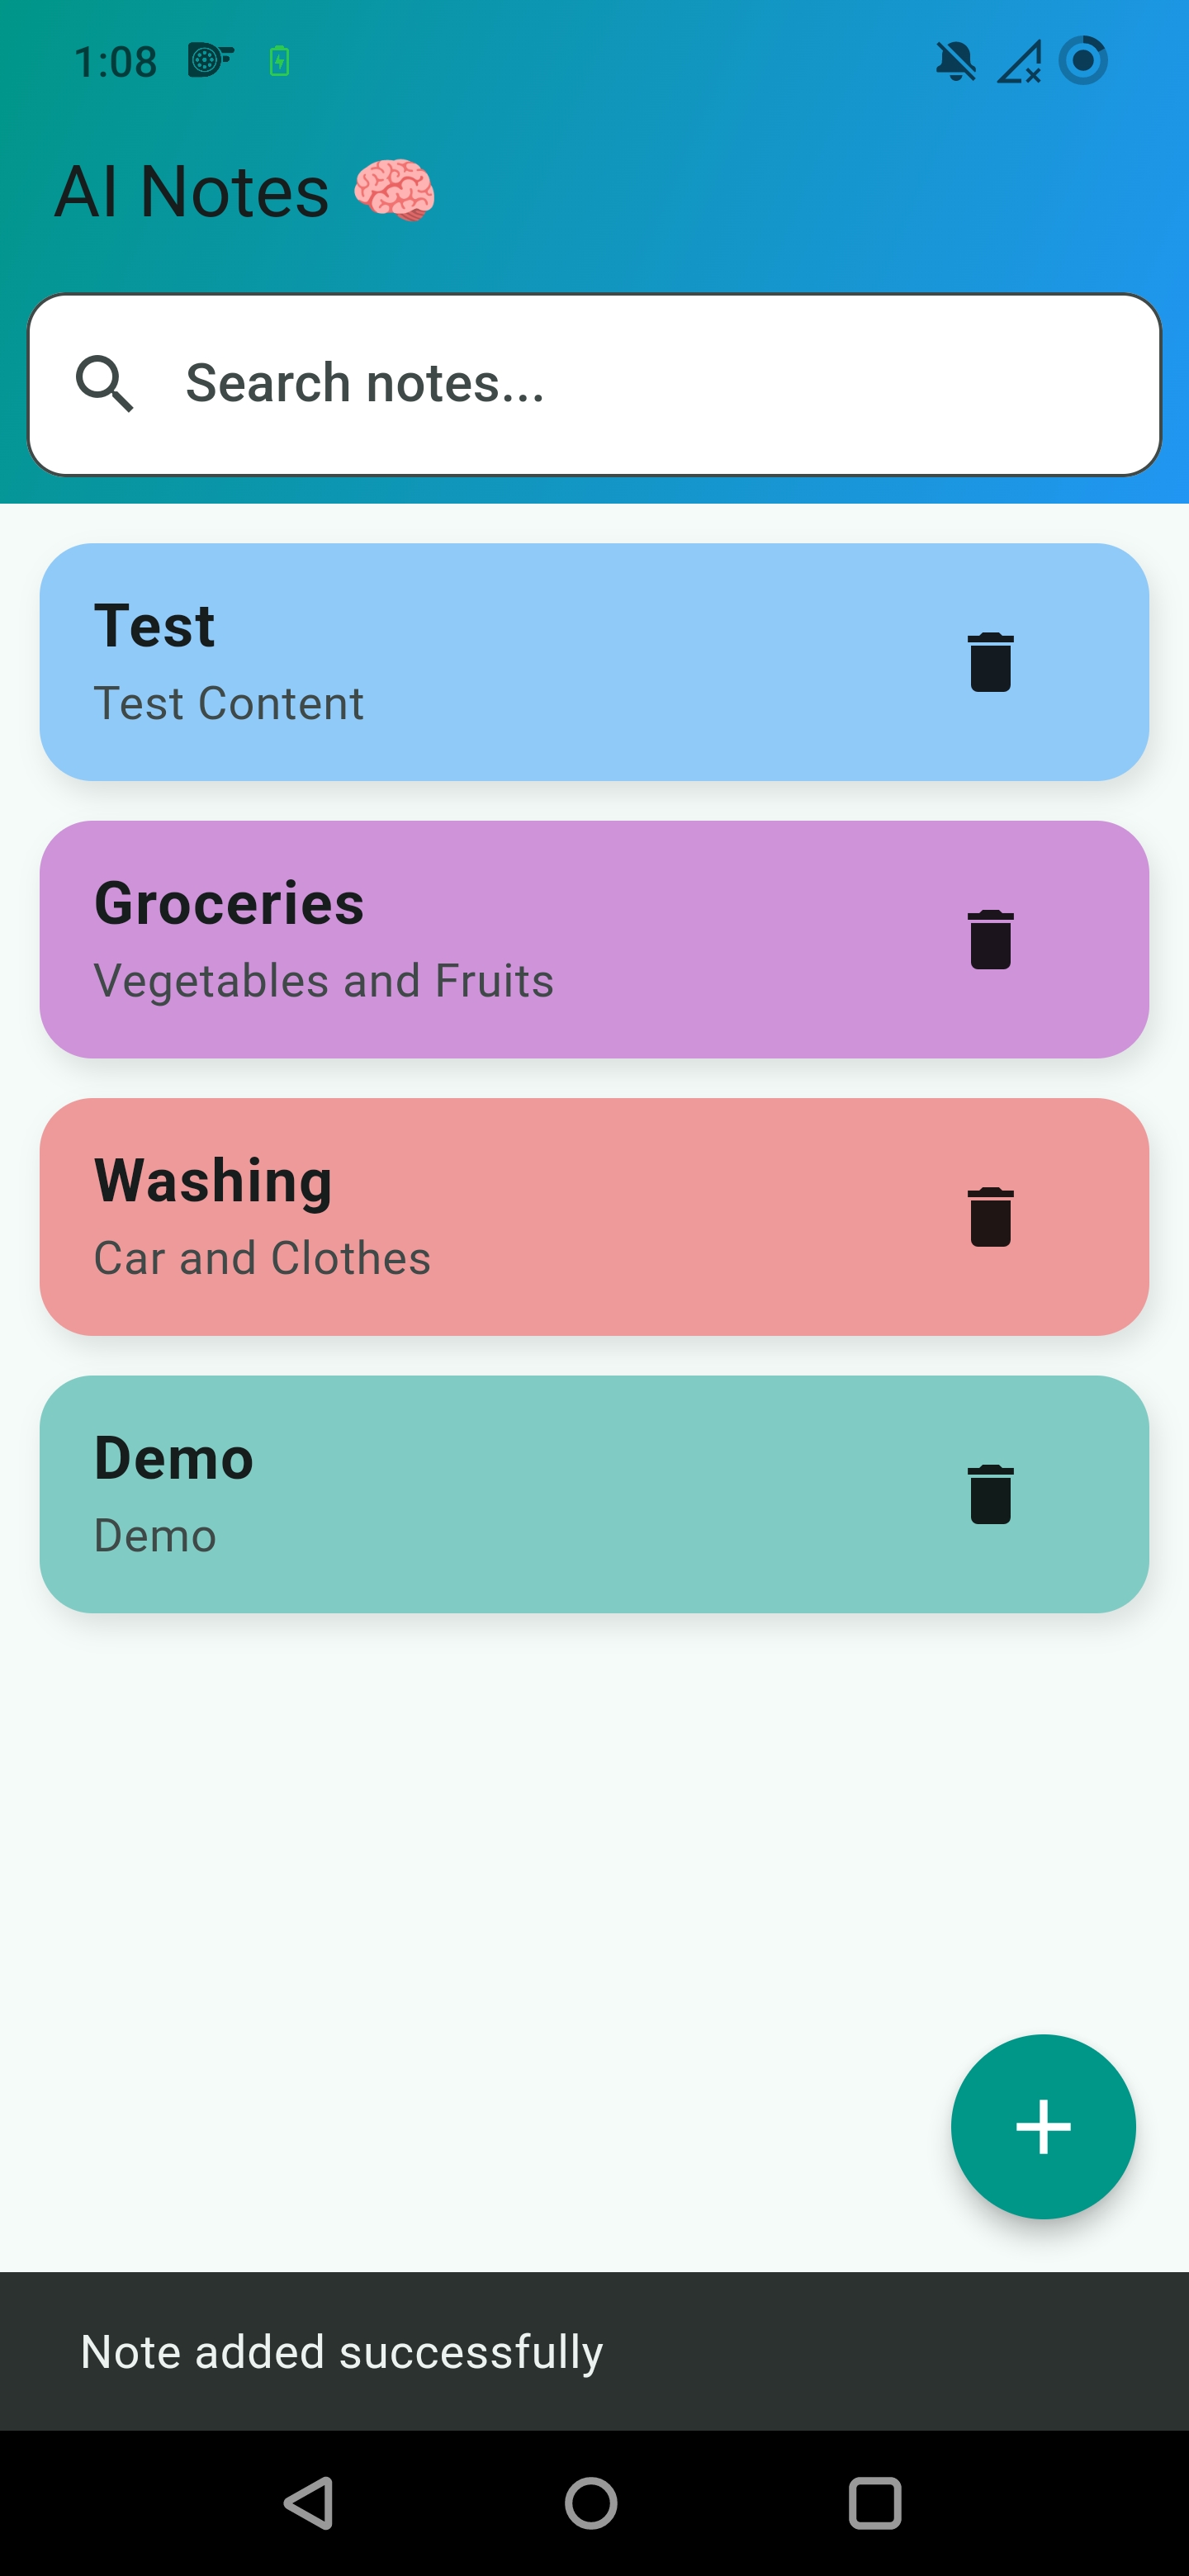 1:08
AI Notes 🧠
Search notes...
Test
Test Content
Groceries
Vegetables and Fruits
Washing
Car and Clothes
Demo
Demo
Note added successfully